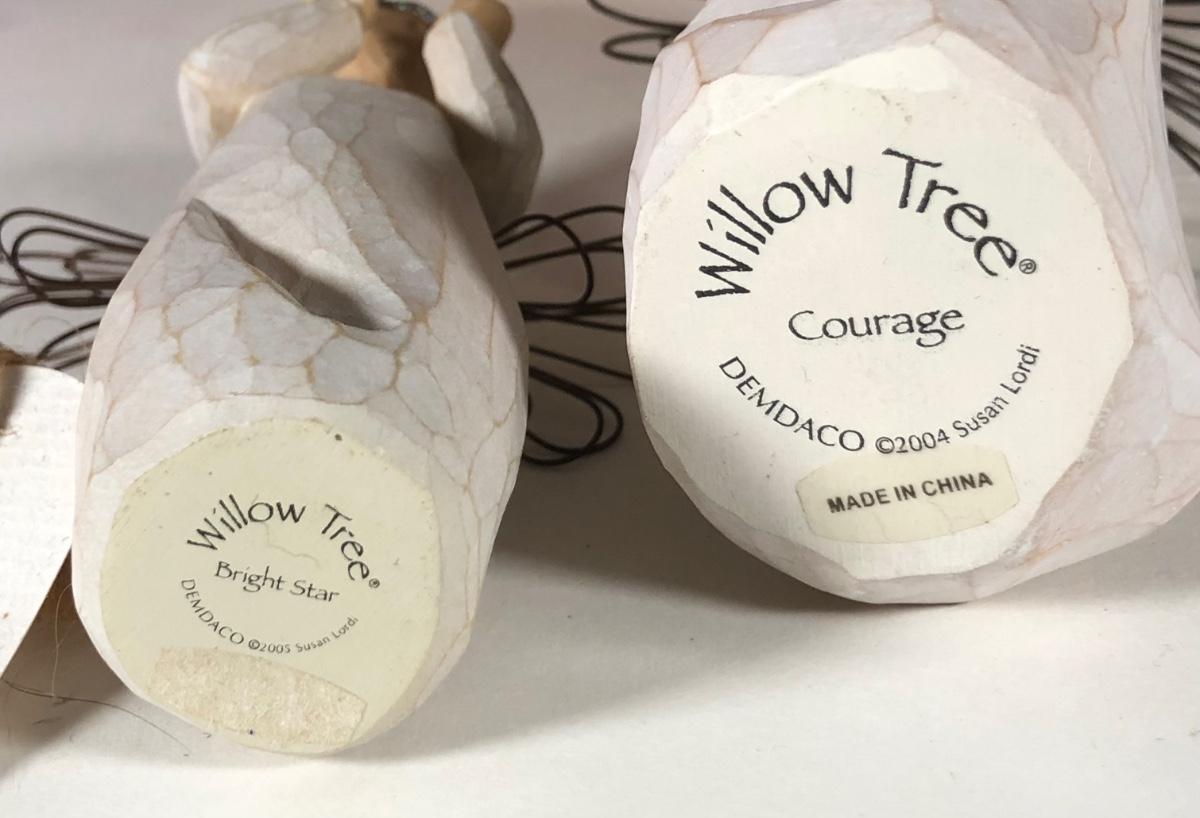 Willow Tree®
Bright Star
DEMDACO ©2005 Susan Lordi
Willow Tree®
Courage
DEMDACO ©2004 Susan Lordi
MADE IN CHINA